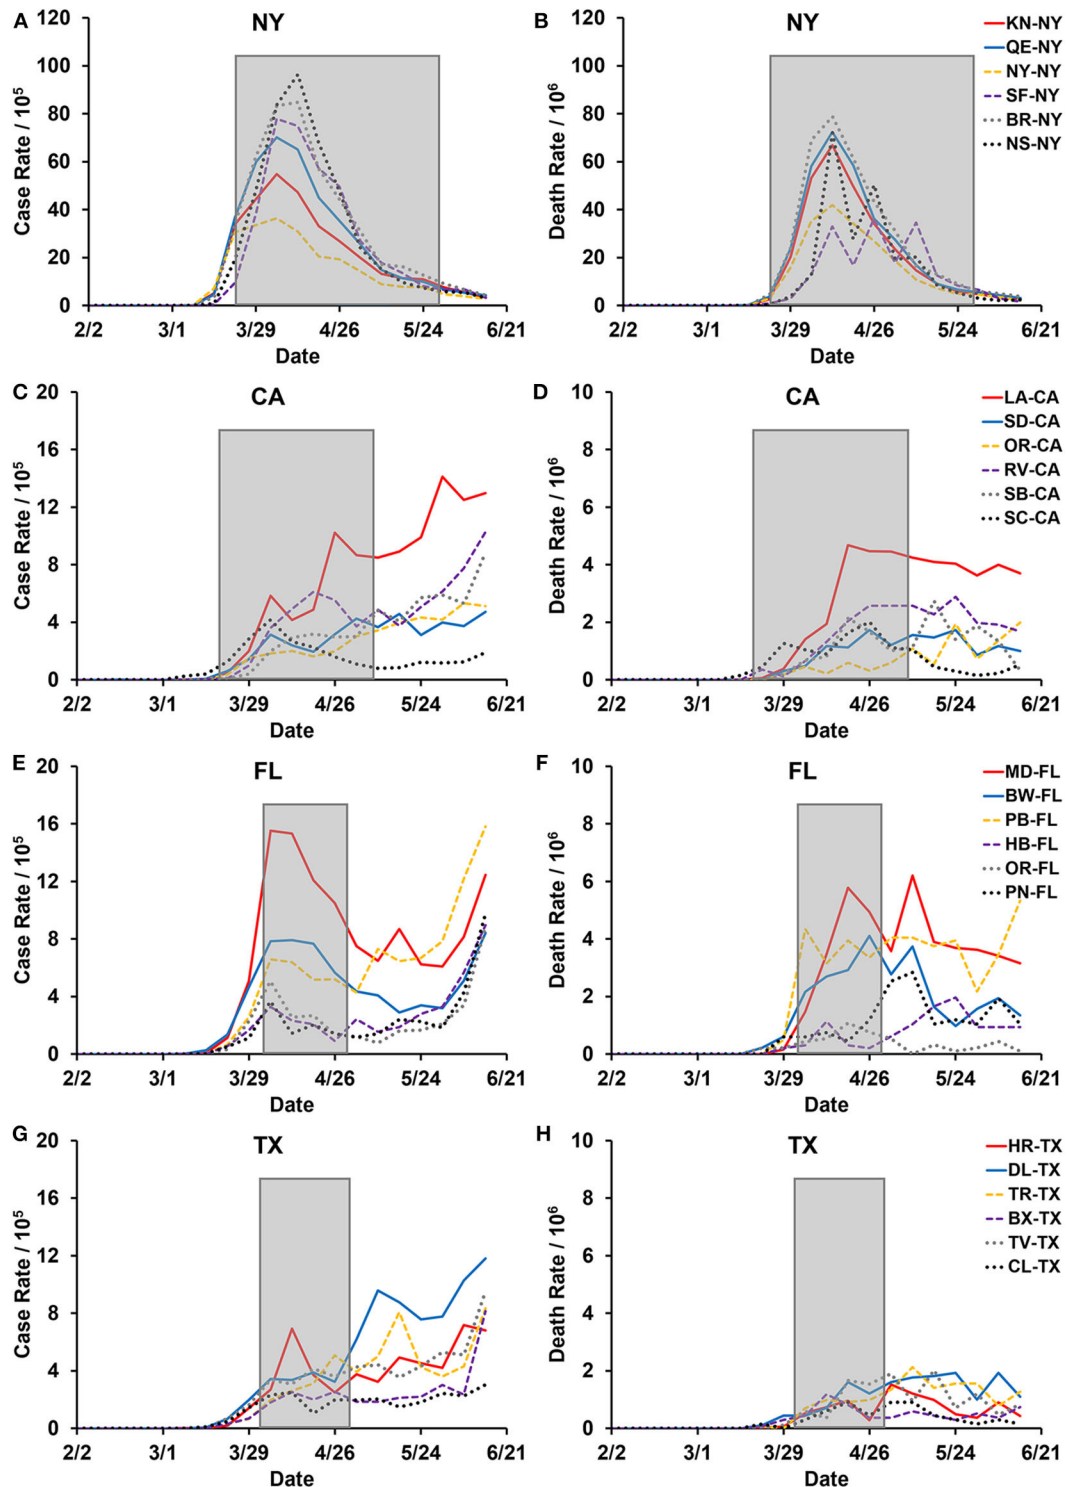 A
NY
Case Rate / 10⁵
120
100
80
60
40
20
0
2/2
3/1
3/29
4/26
5/24
6/21
Date
B
NY
Death Rate / 10⁶
120
100
80
60
40
20
0
2/2
3/1
3/29
4/26
5/24
6/21
Date
KN-NY
QE-NY
NY-NY
SF-NY
BR-NY
NS-NY
C
CA
Case Rate / 10⁵
20
16
12
8
4
0
2/2
3/1
3/29
4/26
5/24
6/21
Date
D
CA
Death Rate / 10⁶
10
8
6
4
2
0
2/2
3/1
3/29
4/26
5/24
6/21
Date
LA-CA
SD-CA
OR-CA
RV-CA
SB-CA
SC-CA
E
FL
Case Rate / 10⁵
20
16
12
8
4
0
2/2
3/1
3/29
4/26
5/24
6/21
Date
F
FL
Death Rate / 10⁶
10
8
6
4
2
0
2/2
3/1
3/29
4/26
5/24
6/21
Date
MD-FL
BW-FL
PB-FL
HB-FL
OR-FL
PN-FL
G
TX
Case Rate / 10⁵
20
16
12
8
4
0
2/2
3/1
3/29
4/26
5/24
6/21
Date
H
TX
Death Rate / 10⁶
10
8
6
4
2
0
2/2
3/1
3/29
4/26
5/24
6/21
Date
HR-TX
DL-TX
TR-TX
BX-TX
TV-TX
CL-TX